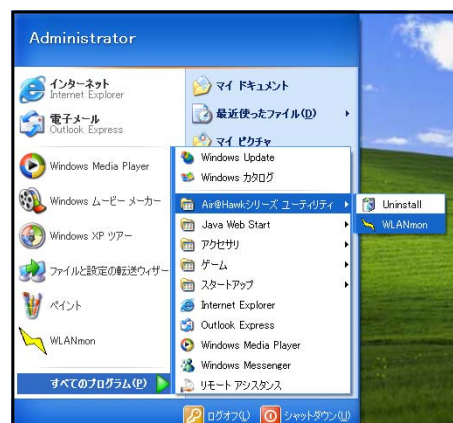 Administrator
インターネット
Internet Explorer
電子メール
Outlook Express
Windows Media Player
Windows ムービー メーカー
Windows XP ツアー
ファイルと設定の転送ウィザー
ペイント
WLANmon
すべてのプログラム(P)
マイ ドキュメント
最近使ったファイル(D)
マイ ピクチャ
Windows Update
Windows カタログ
Air@Hawkシリーズ ユーティリティ
Java Web Start
アクセサリ
ゲーム
スタートアップ
Internet Explorer
Outlook Express
Windows Media Player
Windows Messenger
リモート アシスタンス
Uninstall
WLANmon
ログオフ(L)
シャットダウン(U)